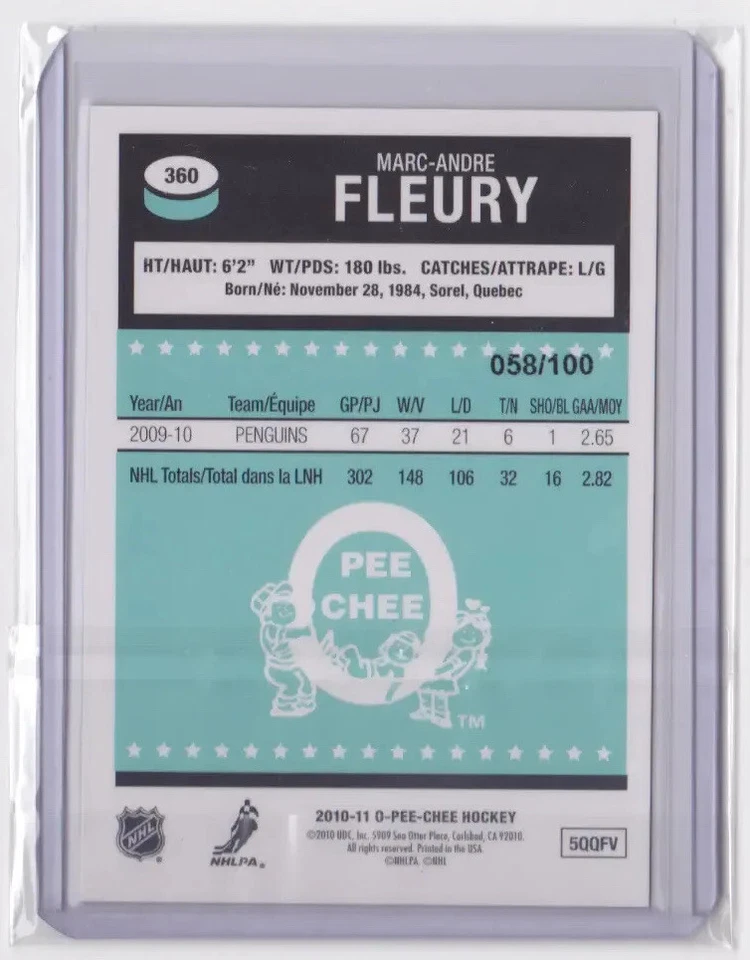 360
MARC-ANDRE
FLEURY
HT/HAUT: 6'2" WT/PDS: 180 lbs. CATCHES/ATTRAPE: L/G
Born/Né: November 28, 1984, Sorel, Quebec
058/100
Year/An Team/Équipe GP/PJ W/V L/D T/N SHO/BL GAA/MOY
2009-10 PENGUINS 67 37 21 6 1 2.65
NHL Totals/Total dans la LNH 302 148 106 32 16 2.82
PEE
CHEE
TM
NHL
NHLPA®
2010-11 O-PEE-CHEE HOCKEY
©2010 UDC, Inc. 5909 Sea Otter Place, Carlsbad, CA 92010.
All rights reserved. Printed in the USA.
©NHLPA ©NHL
5QQFV